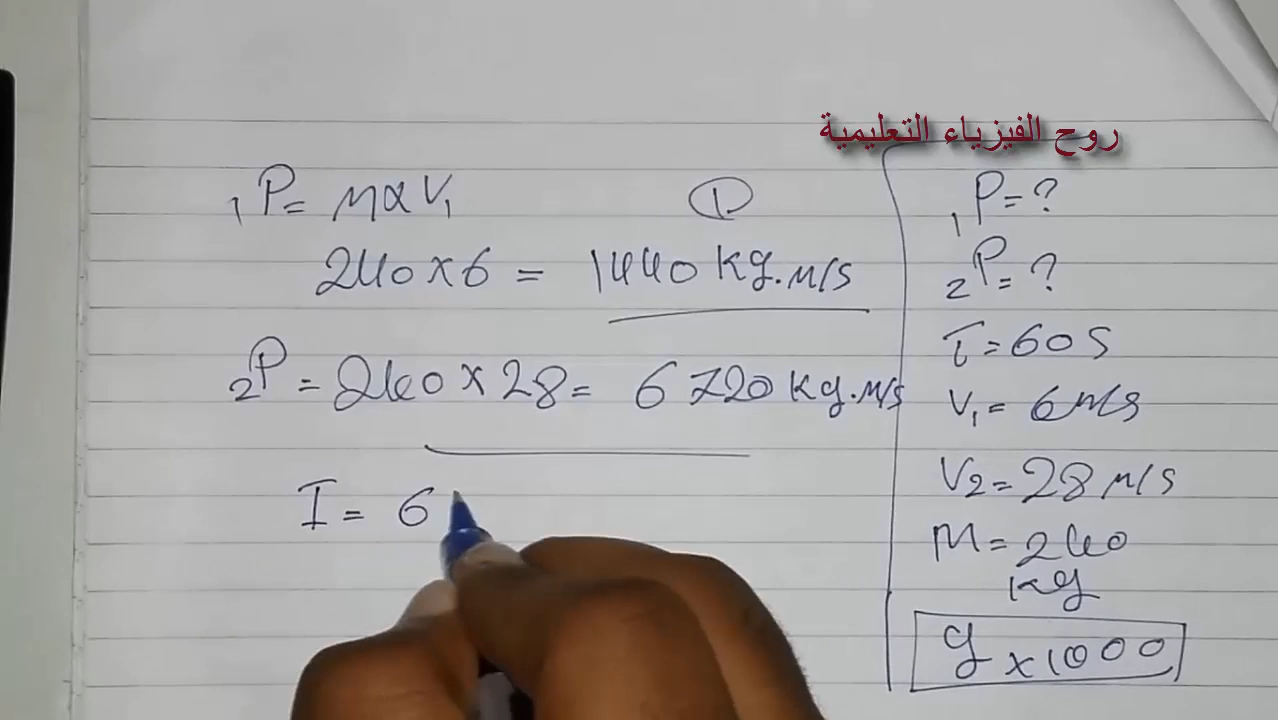 روح الفيزياء التعليمية
₁P = m x V₁ ①
240 x 6 = 1440 kg.m/s
₂P = 240 x 28 = 6720 kg.m/s
I = 6
₁P = ?
₂P = ?
T = 60 S
V₁ = 6 m/s
V₂ = 28 m/s
M = 240
kg
g x 1000